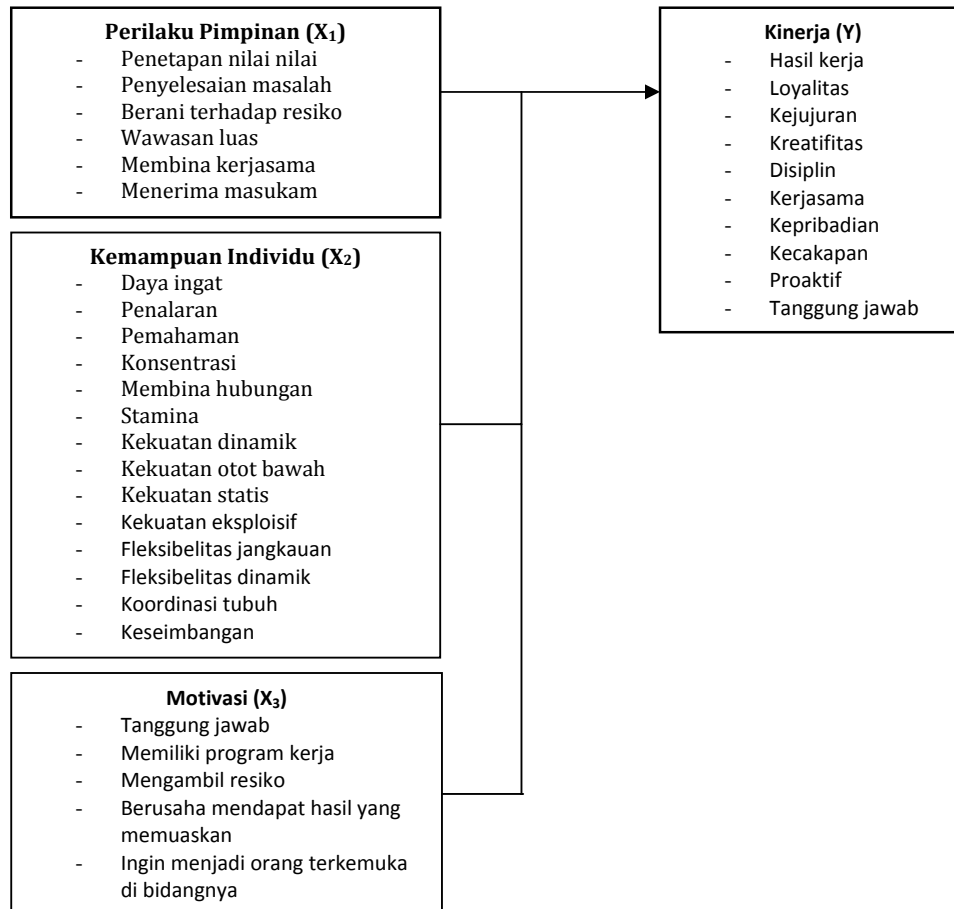 Perilaku Pimpinan (X₁)
- Penetapan nilai nilai
- Penyelesaian masalah
- Berani terhadap resiko
- Wawasan luas
- Membina kerjasama
- Menerima masukam
Kemampuan Individu (X₂)
- Daya ingat
- Penalaran
- Pemahaman
- Konsentrasi
- Membina hubungan
- Stamina
- Kekuatan dinamik
- Kekuatan otot bawah
- Kekuatan statis
- Kekuatan eksploisif
- Fleksibelitas jangkauan
- Fleksibelitas dinamik
- Koordinasi tubuh
- Keseimbangan
Motivasi (X₃)
- Tanggung jawab
- Memiliki program kerja
- Mengambil resiko
- Berusaha mendapat hasil yang
memuaskan
- Ingin menjadi orang terkemuka
di bidangnya
Kinerja (Y)
- Hasil kerja
- Loyalitas
- Kejujuran
- Kreatifitas
- Disiplin
- Kerjasama
- Kepribadian
- Kecakapan
- Proaktif
- Tanggung jawab